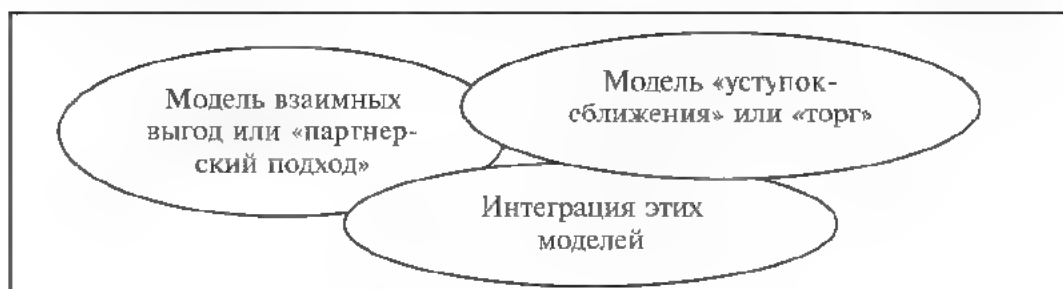 Модель взаимных
выгод или «партнер-
ский подход»
Модель «уступок-
сближения» или «торг»
Интеграция этих
моделей